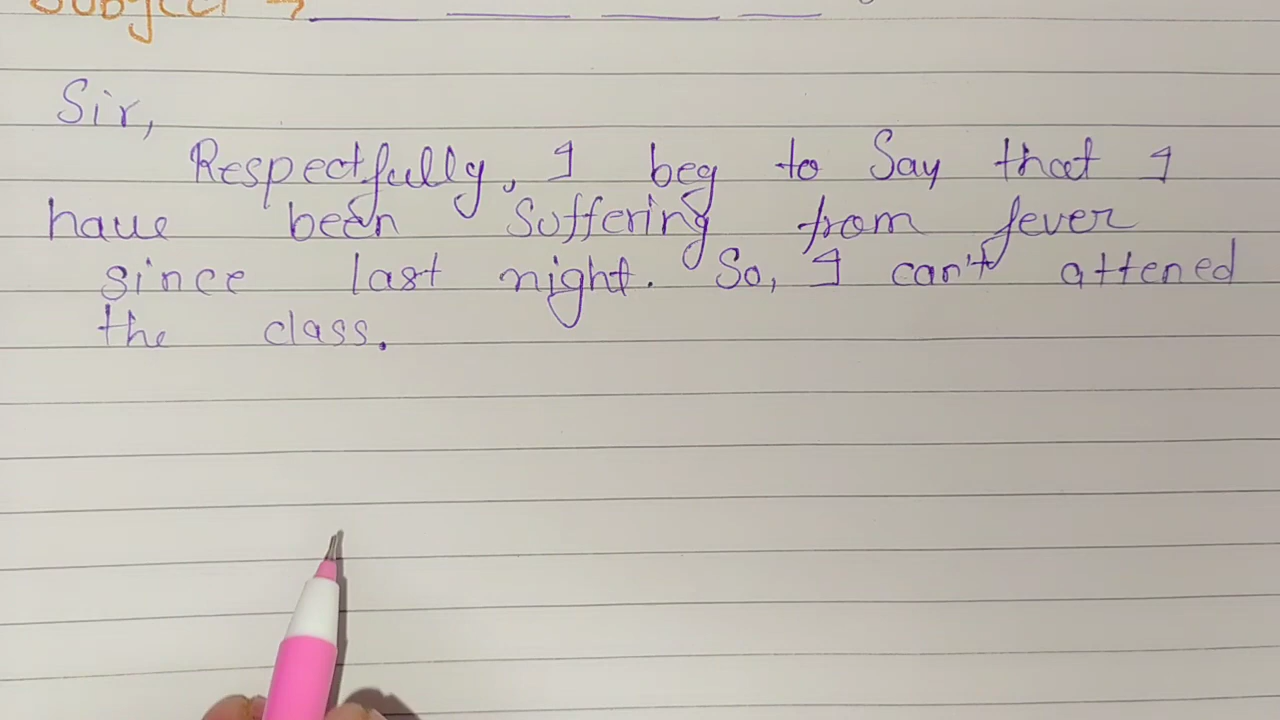 Subject →
Sir,
Respectfully, I beg to Say that I
have been Suffering from fever
since last night. So, I can't attened
the class.